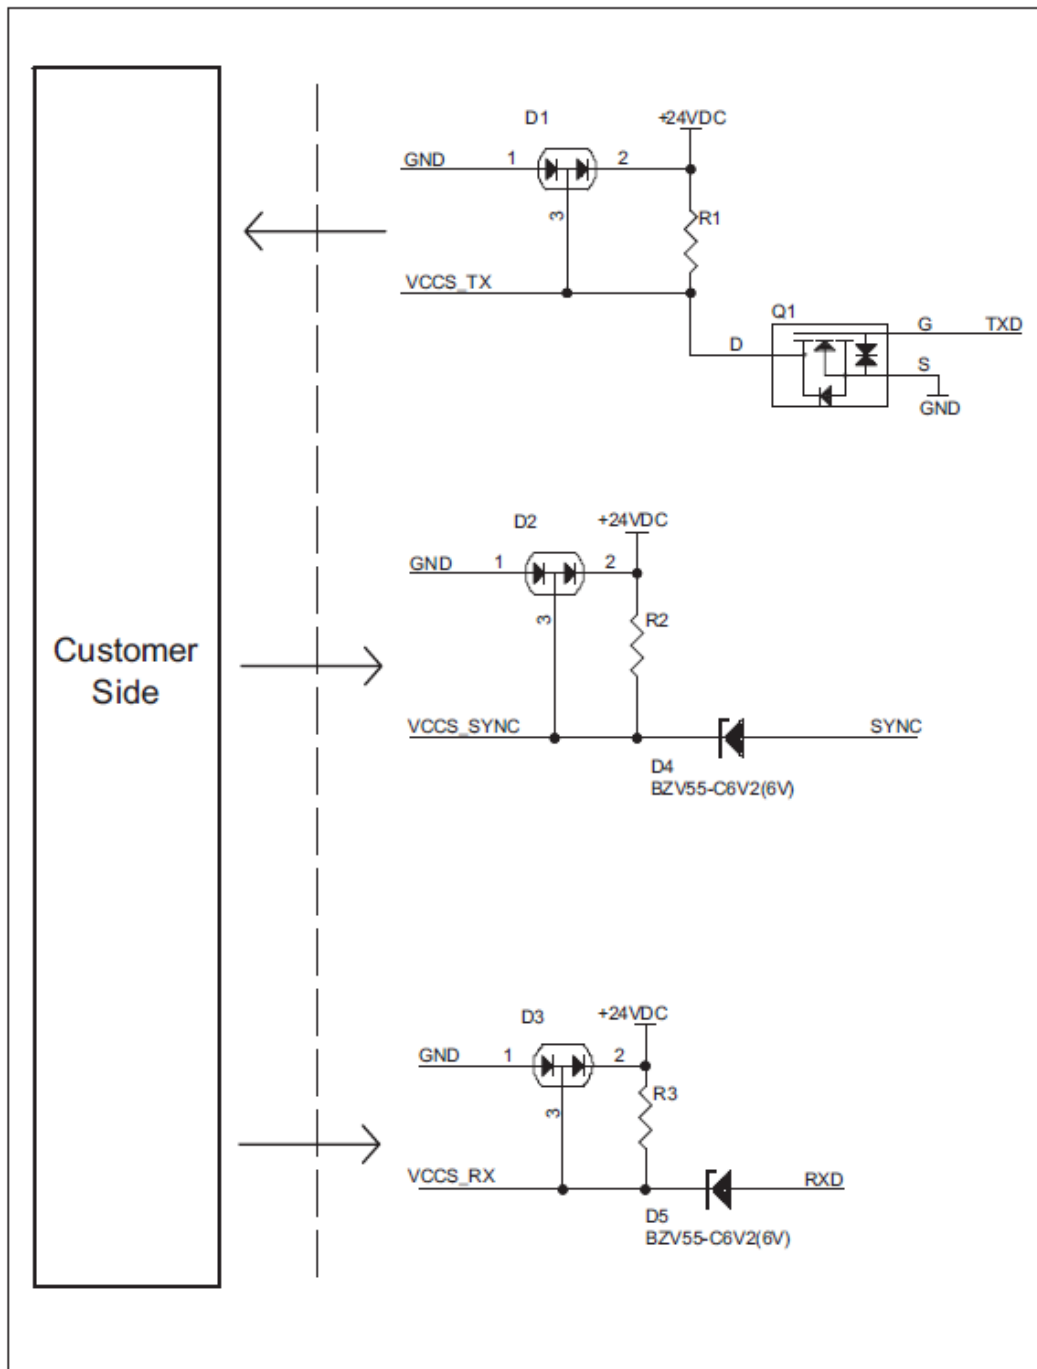 D1
+24VDC
GND
1
2
3
R1
VCCS_TX
Q1
D
G
TXD
S
GND
D2
+24VDC
GND
1
2
3
R2
Customer
Side
VCCS_SYNC
SYNC
D4
BZV55-C6V2(6V)
D3
+24VDC
GND
1
2
3
R3
VCCS_RX
RXD
D5
BZV55-C6V2(6V)